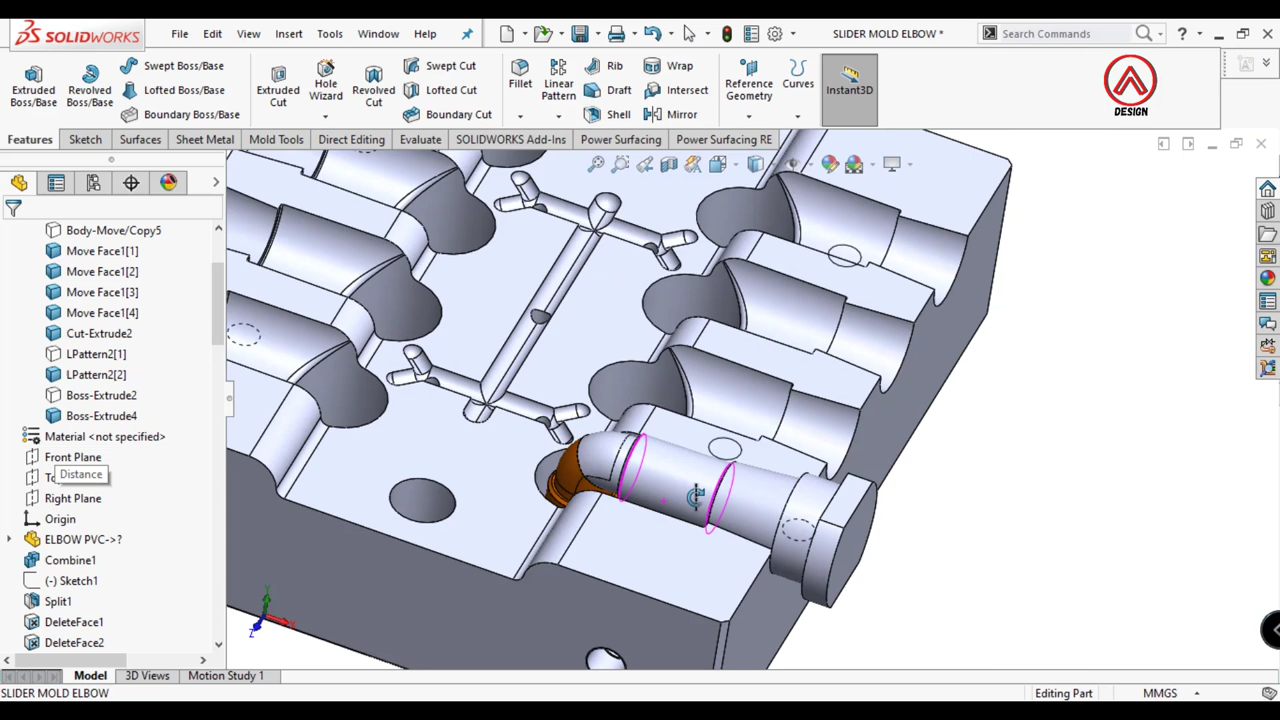 SOLIDWORKS
File Edit View Insert Tools Window Help
SLIDER MOLD ELBOW *
Search Commands
?
Extruded Boss/Base
Revolved Boss/Base
Swept Boss/Base
Lofted Boss/Base
Boundary Boss/Base
Extruded Cut
Hole Wizard
Revolved Cut
Swept Cut
Lofted Cut
Boundary Cut
Fillet
Linear Pattern
Rib
Draft
Shell
Wrap
Intersect
Mirror
Reference Geometry
Curves
Instant3D
DESIGN
Features Sketch Surfaces Sheet Metal Mold Tools Direct Editing Evaluate SOLIDWORKS Add-Ins Power Surfacing Power Surfacing RE
Body-Move/Copy5
Move Face1[1]
Move Face1[2]
Move Face1[3]
Move Face1[4]
Cut-Extrude2
LPattern2[1]
LPattern2[2]
Boss-Extrude2
Boss-Extrude4
Material <not specified>
Front Plane
Distance
Right Plane
Origin
ELBOW PVC->?
Combine1
(-) Sketch1
Split1
DeleteFace1
DeleteFace2
Y
Model 3D Views Motion Study 1
SLIDER MOLD ELBOW
Editing Part
MMGS